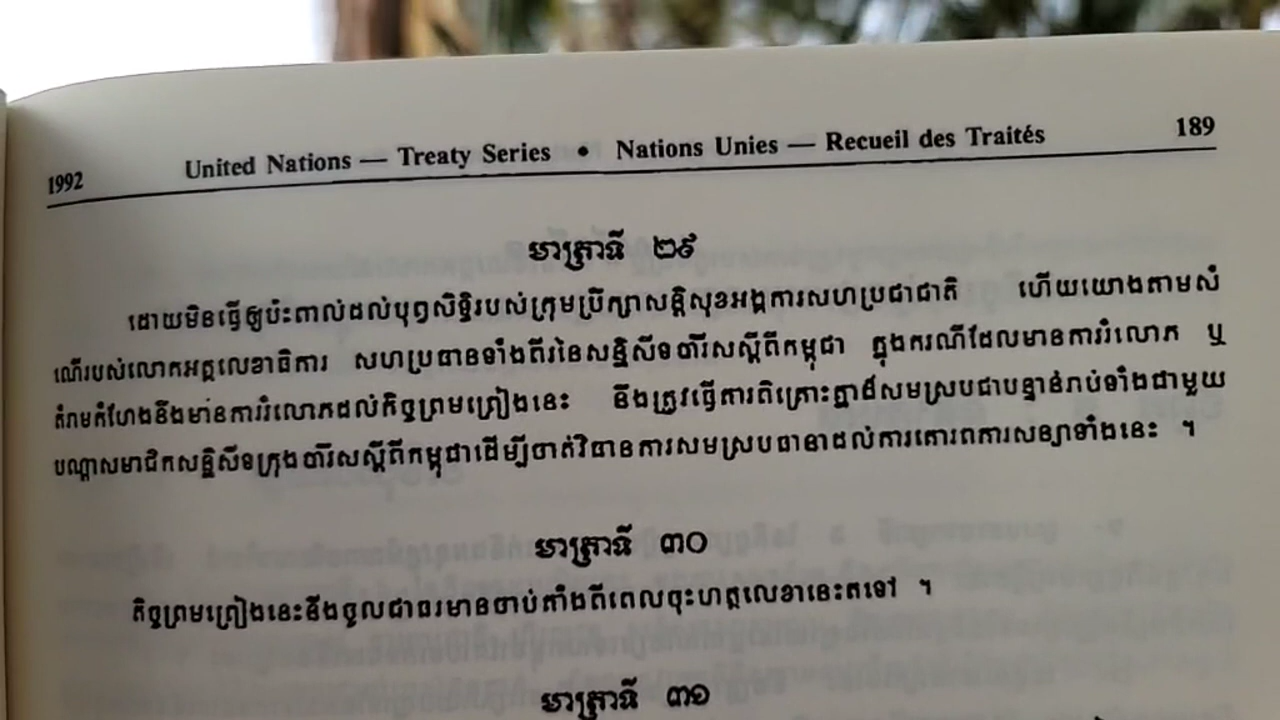 1992 United Nations — Treaty Series • Nations Unies — Recueil des Traités 189
មាត្រាទី ២៩
ដោយមិនធ្វើឲ្យប៉ះពាល់ដល់បុព្វសិទ្ធិរបស់ក្រុមប្រឹក្សាសន្តិសុខអង្គការសហប្រជាជាតិ ហើយយោងតាមសំ
ណើរបស់លោកអគ្គលេខាធិការ សហប្រធានទាំងពីរនៃសន្និសីទប៉ារីសស្តីពីកម្ពុជា ក្នុងករណីដែលមានការរំលោភ ឬ
គំរាមកំហែងនឹងមានការរំលោភដល់កិច្ចព្រមព្រៀងនេះ នឹងត្រូវធ្វើការពិគ្រោះគ្នាដ៏សមស្របជាបន្ទាន់រាប់ទាំងជាមួយ
បណ្តាសមាជិកសន្និសីទក្រុងប៉ារីសស្តីពីកម្ពុជាដើម្បីចាត់វិធានការសមស្របធានាដល់ការគោរពការសន្យាទាំងនេះ ។
មាត្រាទី ៣០
កិច្ចព្រមព្រៀងនេះនឹងចូលជាធរមានចាប់តាំងពីពេលចុះហត្ថលេខានេះតទៅ ។
មាត្រាទី ៣១